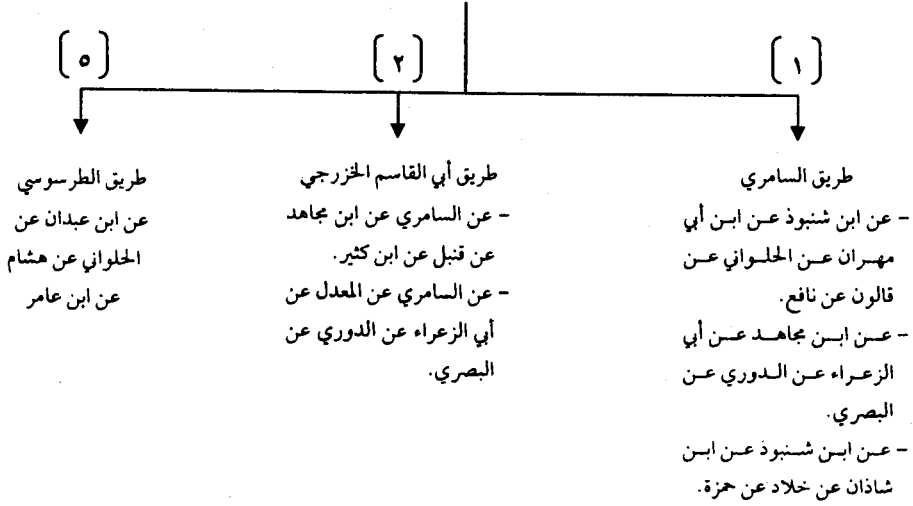 [ ١ ]
طريق السامري
– عن ابن شنبوذ عن ابن أبي
مهران عن الحلواني عن
قالون عن نافع.
– عن ابن مجاهد عن أبي
الزعراء عن الدوري عن
البصري.
– عن ابن شنبوذ عن ابن
شاذان عن خلاد عن حمزة.
[ ٢ ]
طريق أبي القاسم الخزرجي
– عن السامري عن ابن مجاهد
عن قنبل عن ابن كثير.
– عن السامري عن المعدل عن
أبي الزعراء عن الدوري عن
البصري.
[ ٥ ]
طريق الطرسوسي
عن ابن عبدان عن
الحلواني عن هشام
عن ابن عامر